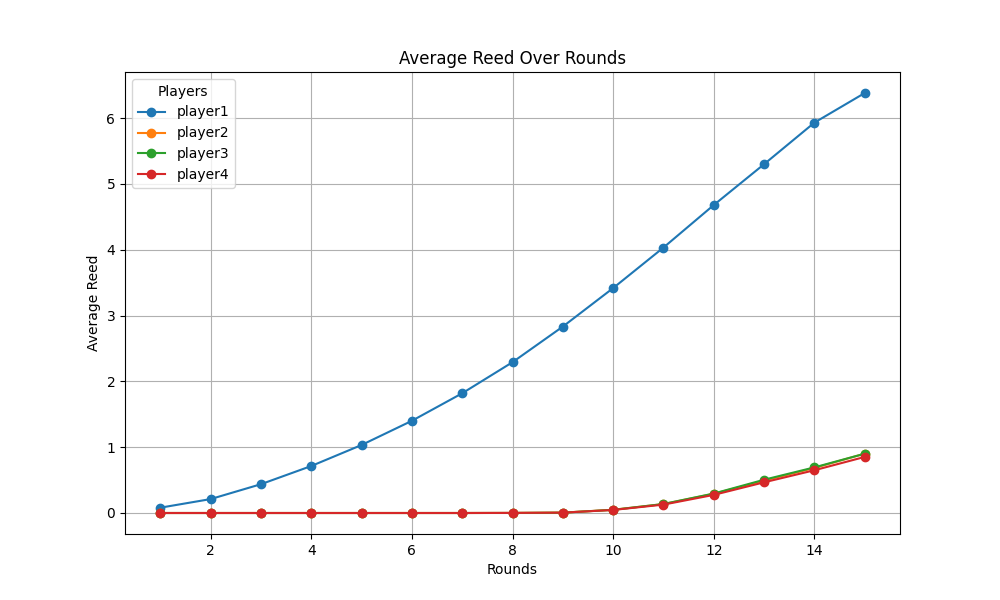 Average Reed Over Rounds
Players
player1
player2
player3
player4
Average Reed
6
5
4
3
2
1
0
2 4 6 8 10 12 14
Rounds